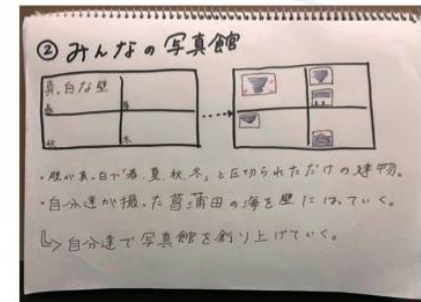 ② みんなの写真館
真っ白な壁
春
夏
秋
冬
・壁が真っ白で「春、夏、秋、冬」と区切られただけの建物。
・自分達が撮った菖蒲田の海を壁にはっていく。
↳ 自分達で写真館を創り上げていく。